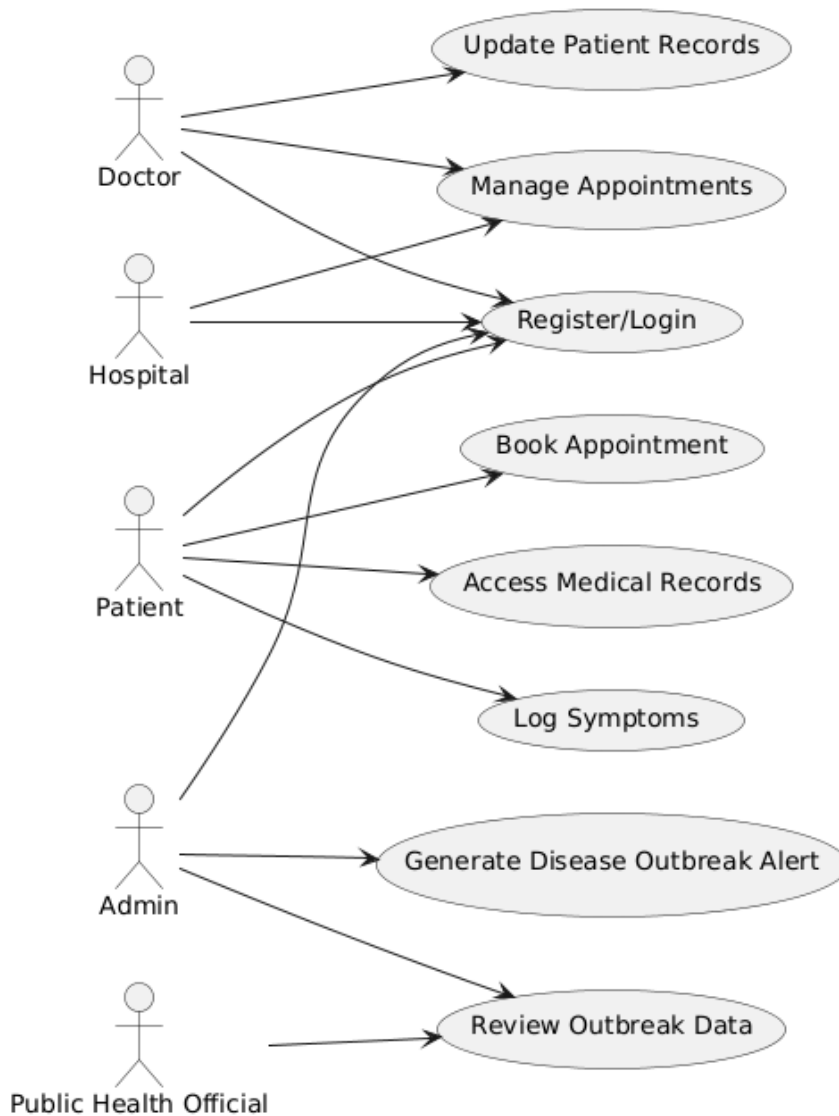 Update Patient Records
Doctor
Manage Appointments
Hospital
Register/Login
Book Appointment
Patient
Access Medical Records
Log Symptoms
Admin
Generate Disease Outbreak Alert
Review Outbreak Data
Public Health Official